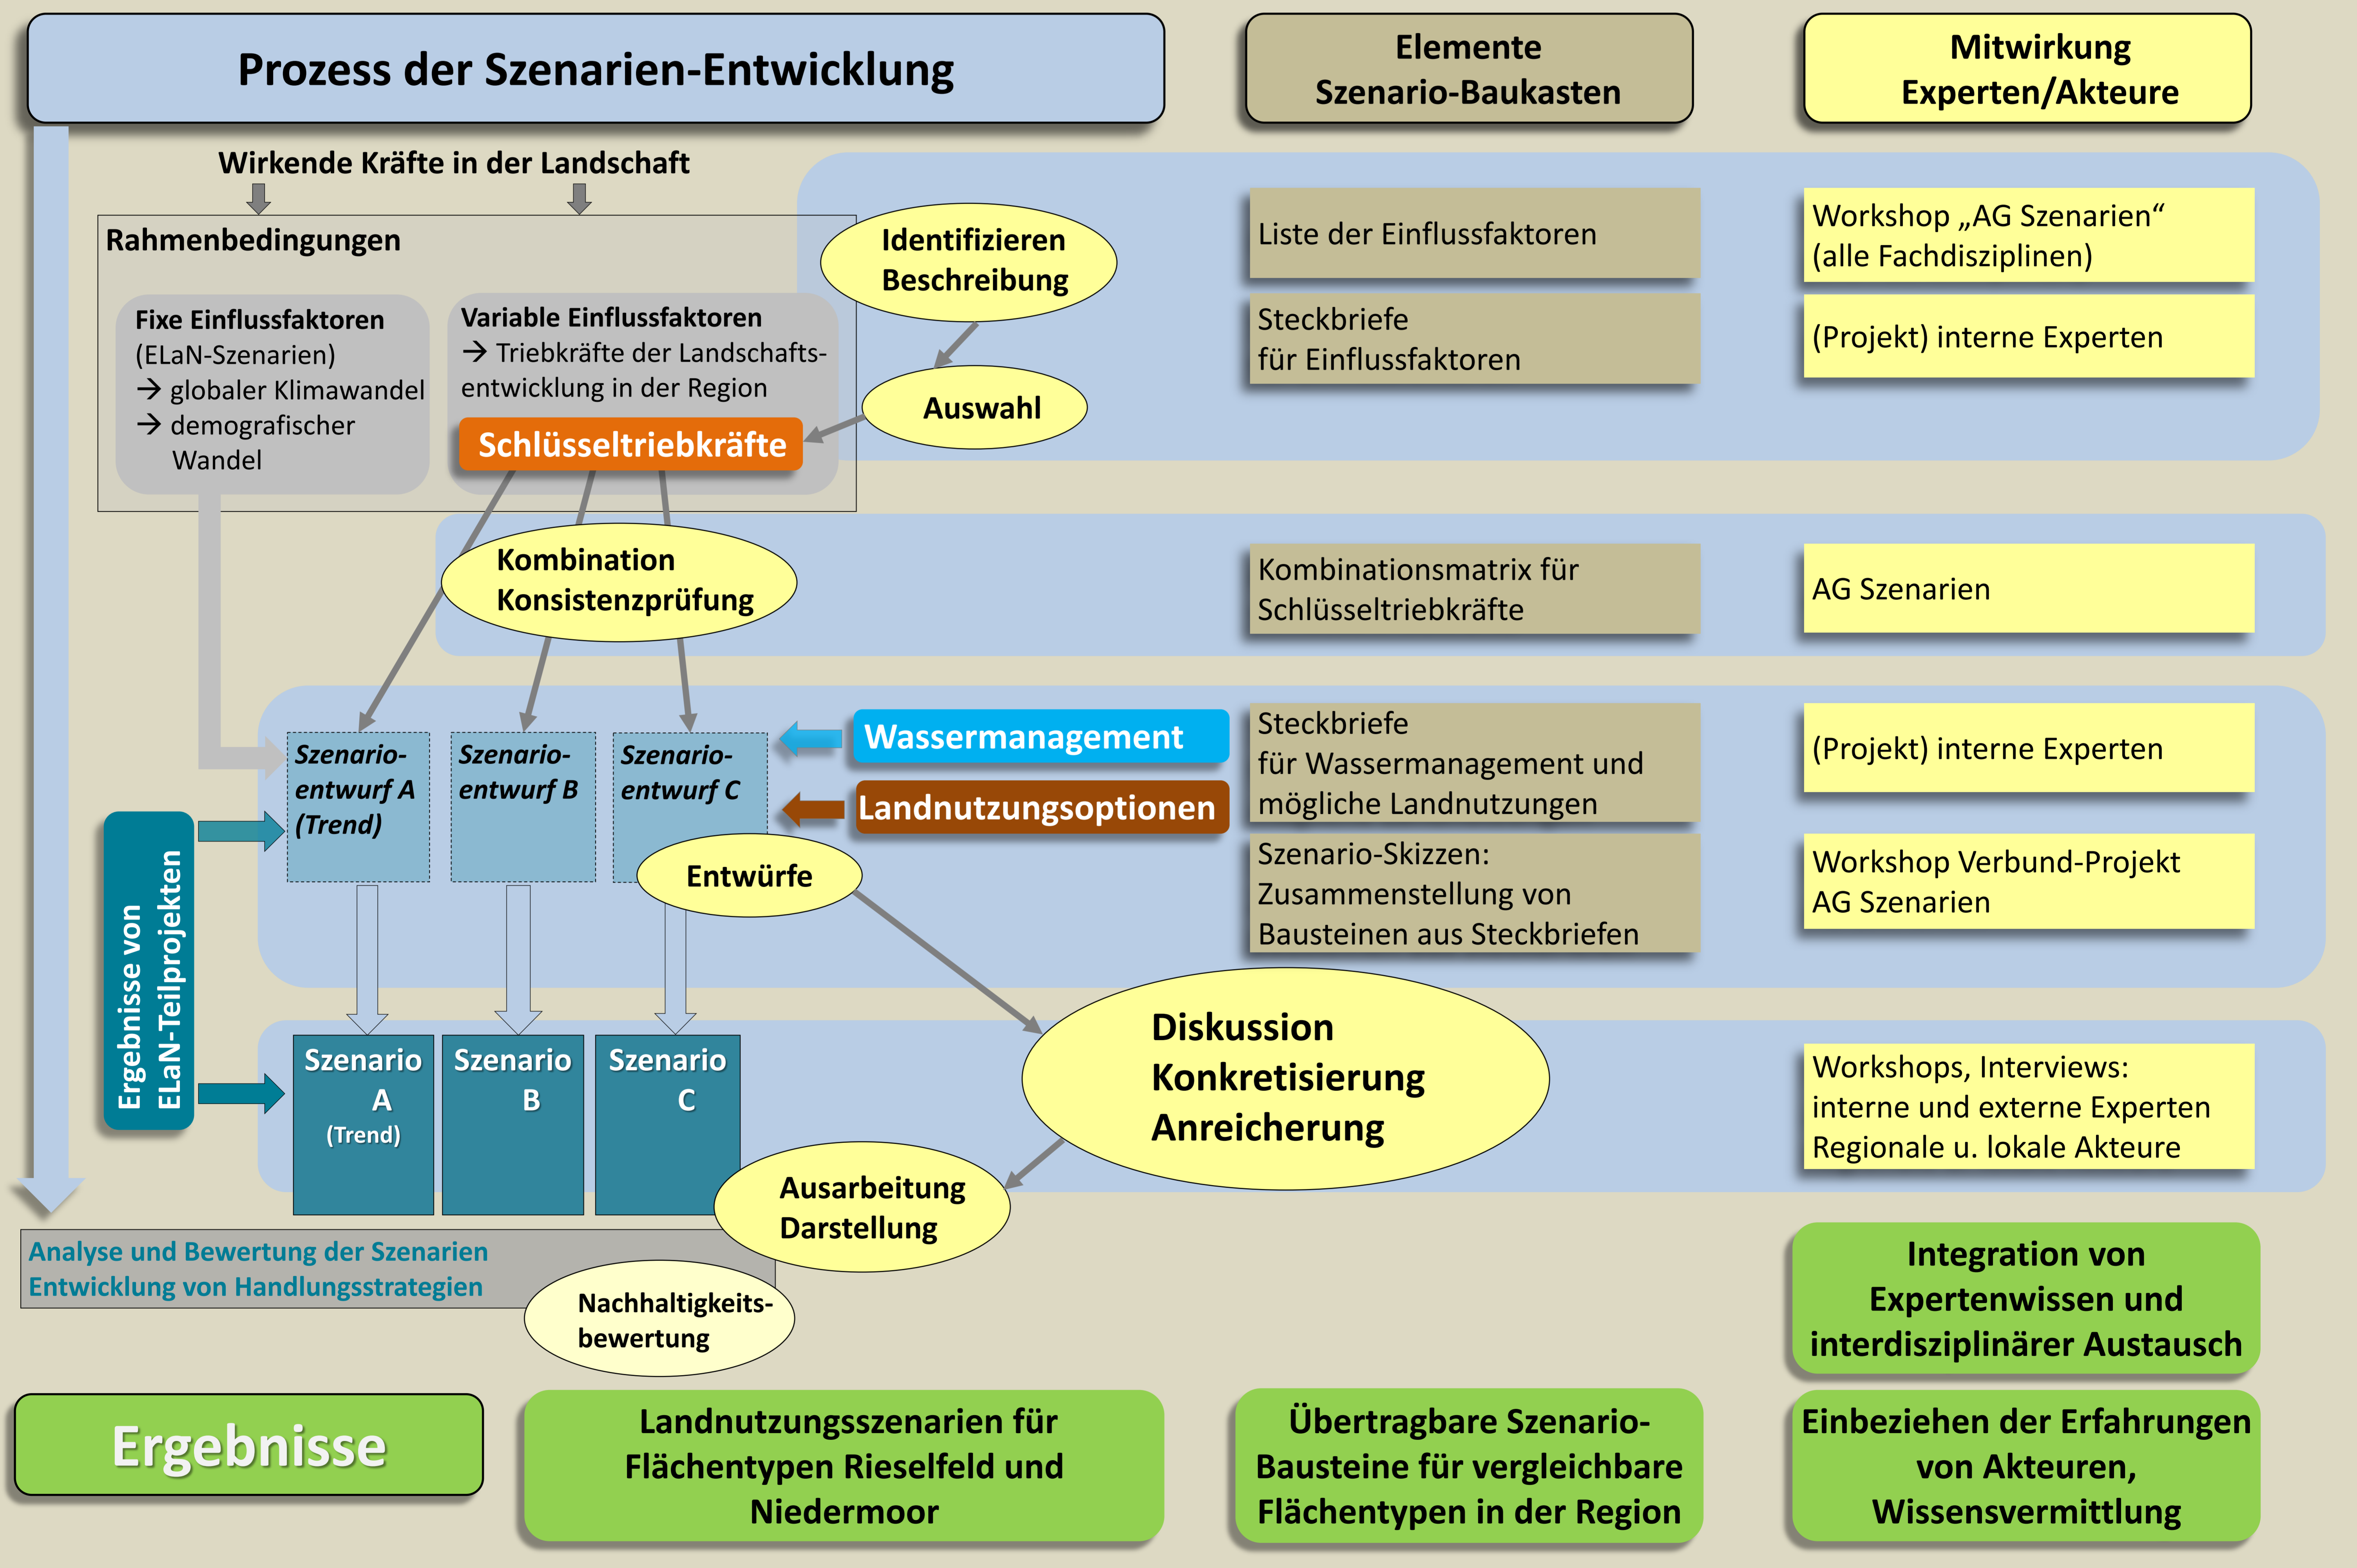 Prozess der Szenarien-Entwicklung
Elemente
Szenario-Baukasten
Mitwirkung
Experten/Akteure
Wirkende Kräfte in der Landschaft
Rahmenbedingungen
Fixe Einflussfaktoren
(ELaN-Szenarien)
→ globaler Klimawandel
→ demografischer
Wandel
Variable Einflussfaktoren
→ Triebkräfte der Landschafts-
entwicklung in der Region
Schlüsseltriebkräfte
Identifizieren
Beschreibung
Auswahl
Liste der Einflussfaktoren
Steckbriefe
für Einflussfaktoren
Workshop „AG Szenarien“
(alle Fachdisziplinen)
(Projekt) interne Experten
Kombination
Konsistenzprüfung
Kombinationsmatrix für
Schlüsseltriebkräfte
AG Szenarien
Szenario-
entwurf A
(Trend)
Szenario-
entwurf B
Szenario-
entwurf C
Wassermanagement
Landnutzungsoptionen
Entwürfe
Steckbriefe
für Wassermanagement und
mögliche Landnutzungen
Szenario-Skizzen:
Zusammenstellung von
Bausteinen aus Steckbriefen
(Projekt) interne Experten
Workshop Verbund-Projekt
AG Szenarien
Ergebnisse von
ELaN-Teilprojekten
Szenario
A
(Trend)
Szenario
B
Szenario
C
Diskussion
Konkretisierung
Anreicherung
Workshops, Interviews:
interne und externe Experten
Regionale u. lokale Akteure
Ausarbeitung
Darstellung
Analyse und Bewertung der Szenarien
Entwicklung von Handlungsstrategien
Nachhaltigkeits-
bewertung
Integration von
Expertenwissen und
interdisziplinärer Austausch
Ergebnisse
Landnutzungsszenarien für
Flächentypen Rieselfeld und
Niedermoor
Übertragbare Szenario-
Bausteine für vergleichbare
Flächentypen in der Region
Einbeziehen der Erfahrungen
von Akteuren,
Wissensvermittlung